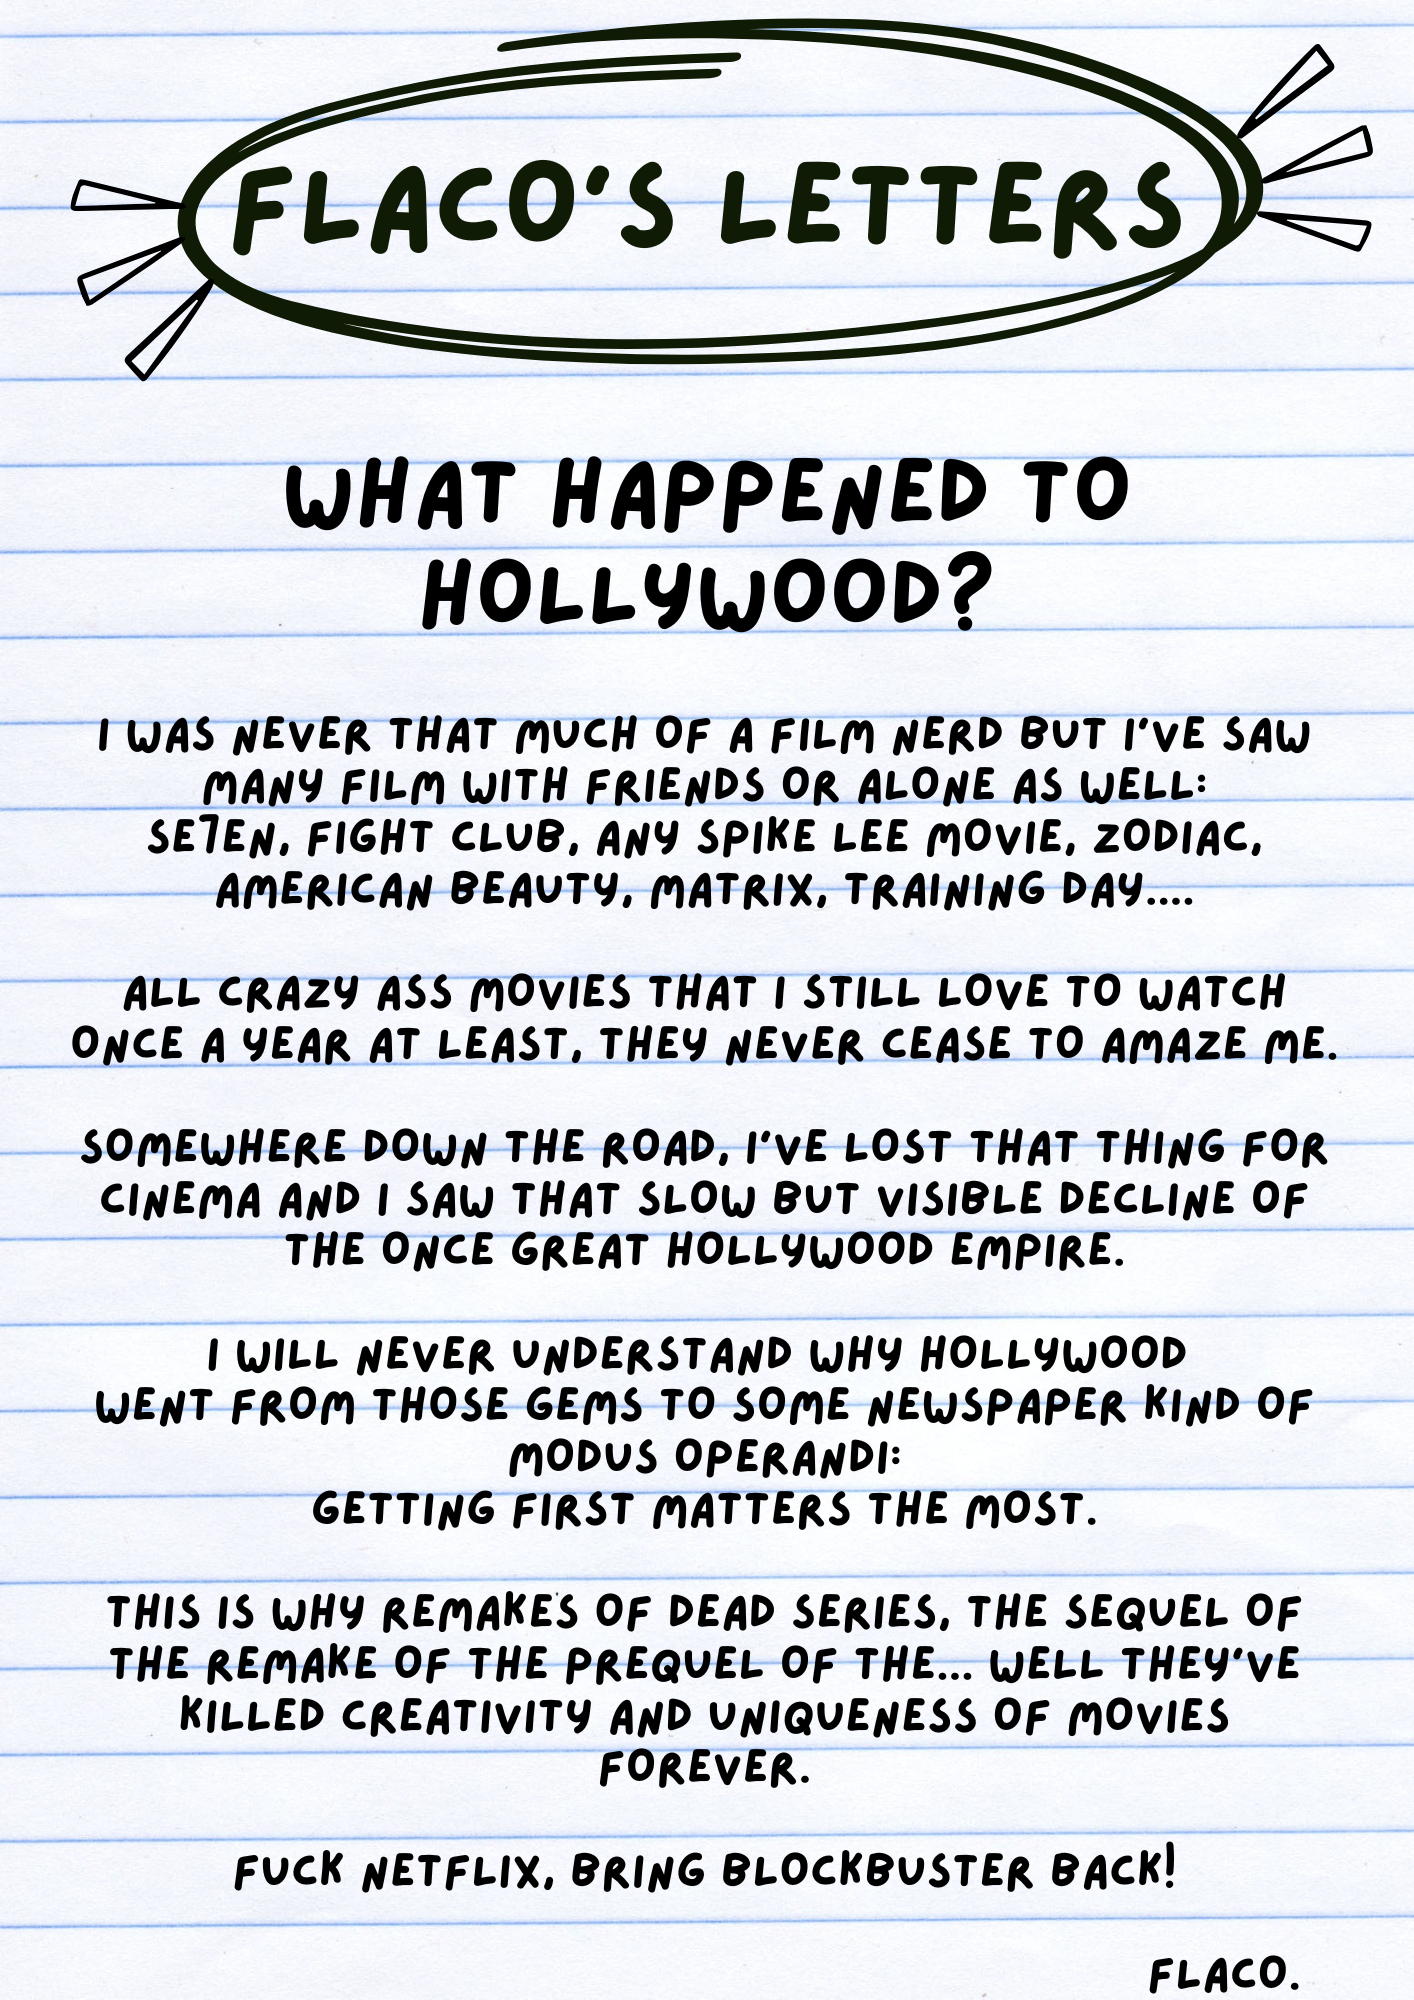 FLACO'S LETTERS
WHAT HAPPENED TO
HOLLYWOOD?
I WAS NEVER THAT MUCH OF A FILM NERD BUT I'VE SAW
MANY FILM WITH FRIENDS OR ALONE AS WELL:
SE7EN, FIGHT CLUB, ANY SPIKE LEE MOVIE, ZODIAC,
AMERICAN BEAUTY, MATRIX, TRAINING DAY....
ALL CRAZY ASS MOVIES THAT I STILL LOVE TO WATCH
ONCE A YEAR AT LEAST, THEY NEVER CEASE TO AMAZE ME.
SOMEWHERE DOWN THE ROAD, I'VE LOST THAT THING FOR
CINEMA AND I SAW THAT SLOW BUT VISIBLE DECLINE OF
THE ONCE GREAT HOLLYWOOD EMPIRE.
I WILL NEVER UNDERSTAND WHY HOLLYWOOD
WENT FROM THOSE GEMS TO SOME NEWSPAPER KIND OF
MODUS OPERANDI:
GETTING FIRST MATTERS THE MOST.
THIS IS WHY REMAKES OF DEAD SERIES, THE SEQUEL OF
THE REMAKE OF THE PREQUEL OF THE... WELL THEY'VE
KILLED CREATIVITY AND UNIQUENESS OF MOVIES
FOREVER.
FUCK NETFLIX, BRING BLOCKBUSTER BACK!
FLACO.